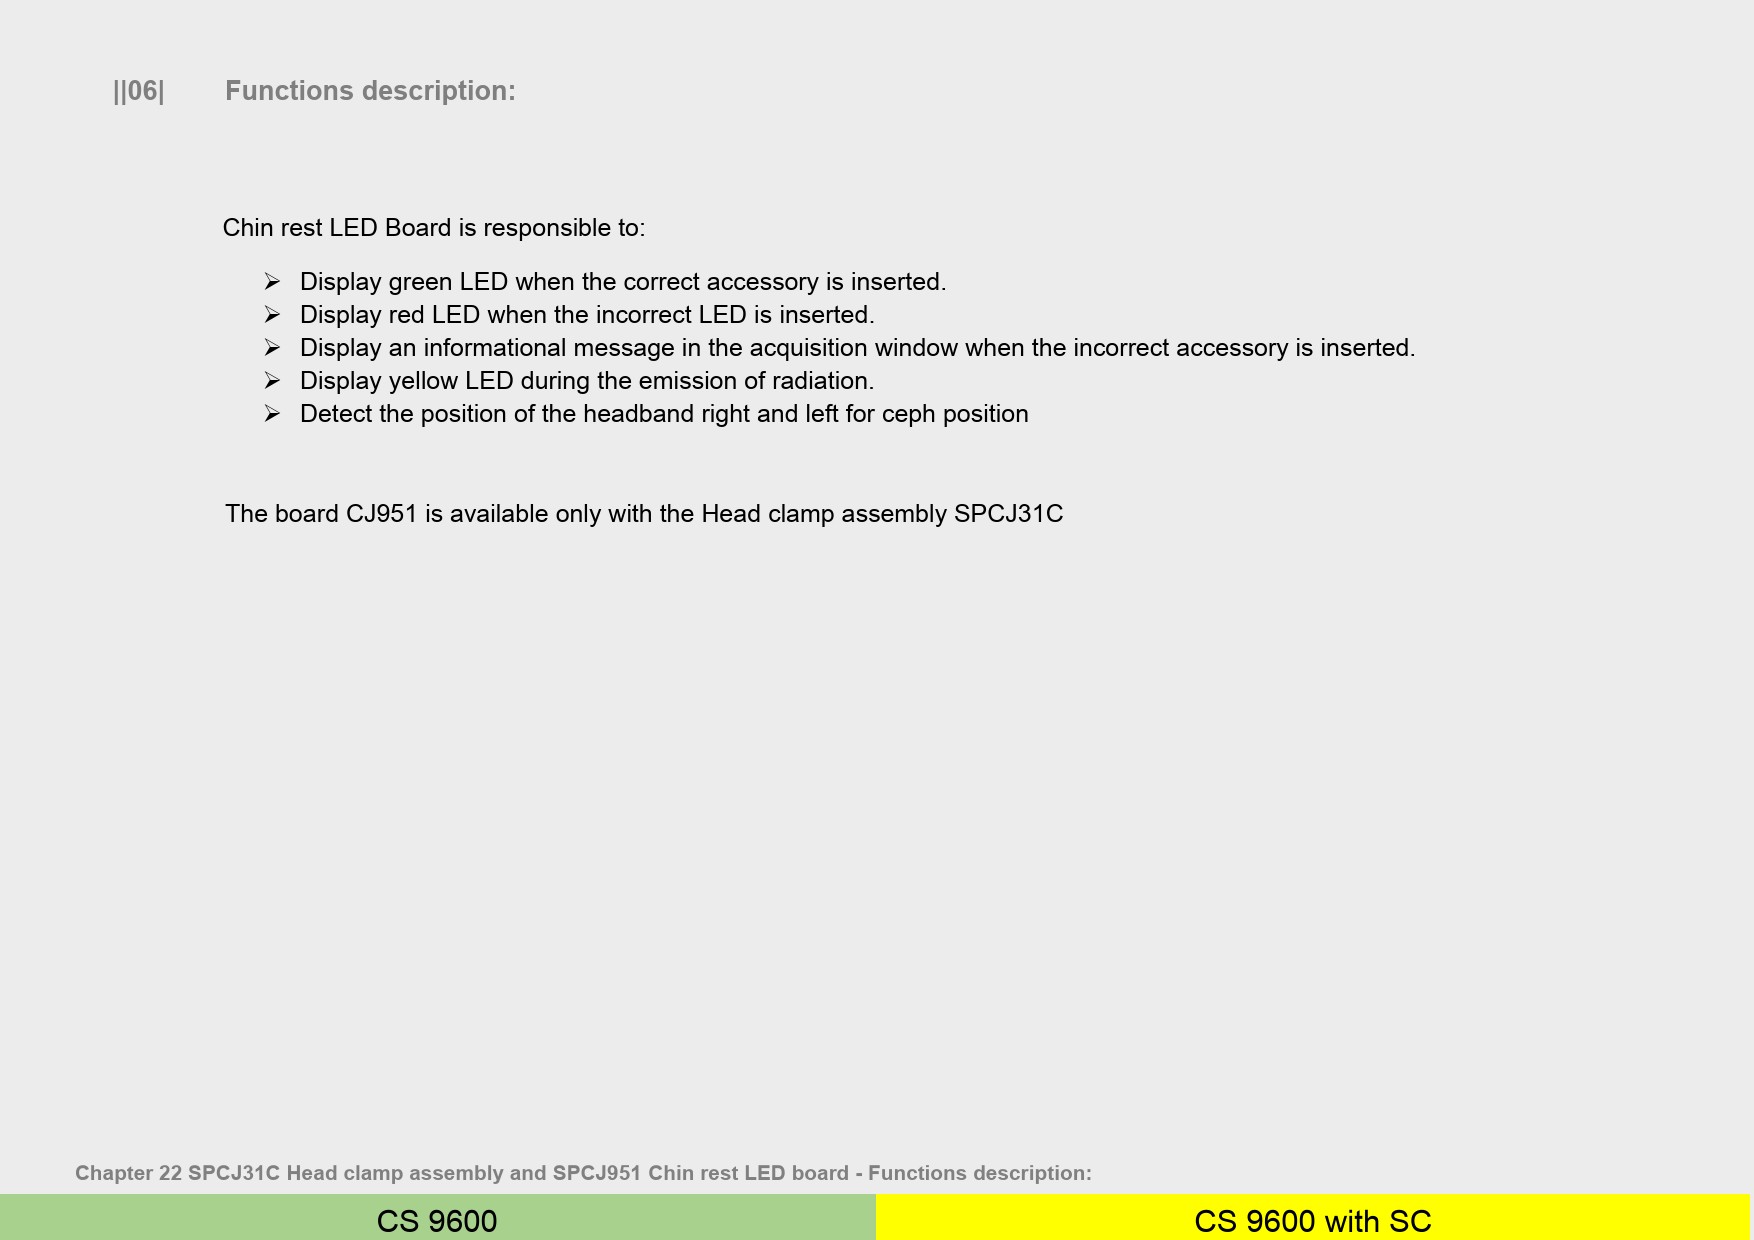 ||06| Functions description:
Chin rest LED Board is responsible to:
➢ Display green LED when the correct accessory is inserted.
➢ Display red LED when the incorrect LED is inserted.
➢ Display an informational message in the acquisition window when the incorrect accessory is inserted.
➢ Display yellow LED during the emission of radiation.
➢ Detect the position of the headband right and left for ceph position
The board CJ951 is available only with the Head clamp assembly SPCJ31C
Chapter 22 SPCJ31C Head clamp assembly and SPCJ951 Chin rest LED board - Functions description:
CS 9600 CS 9600 with SC